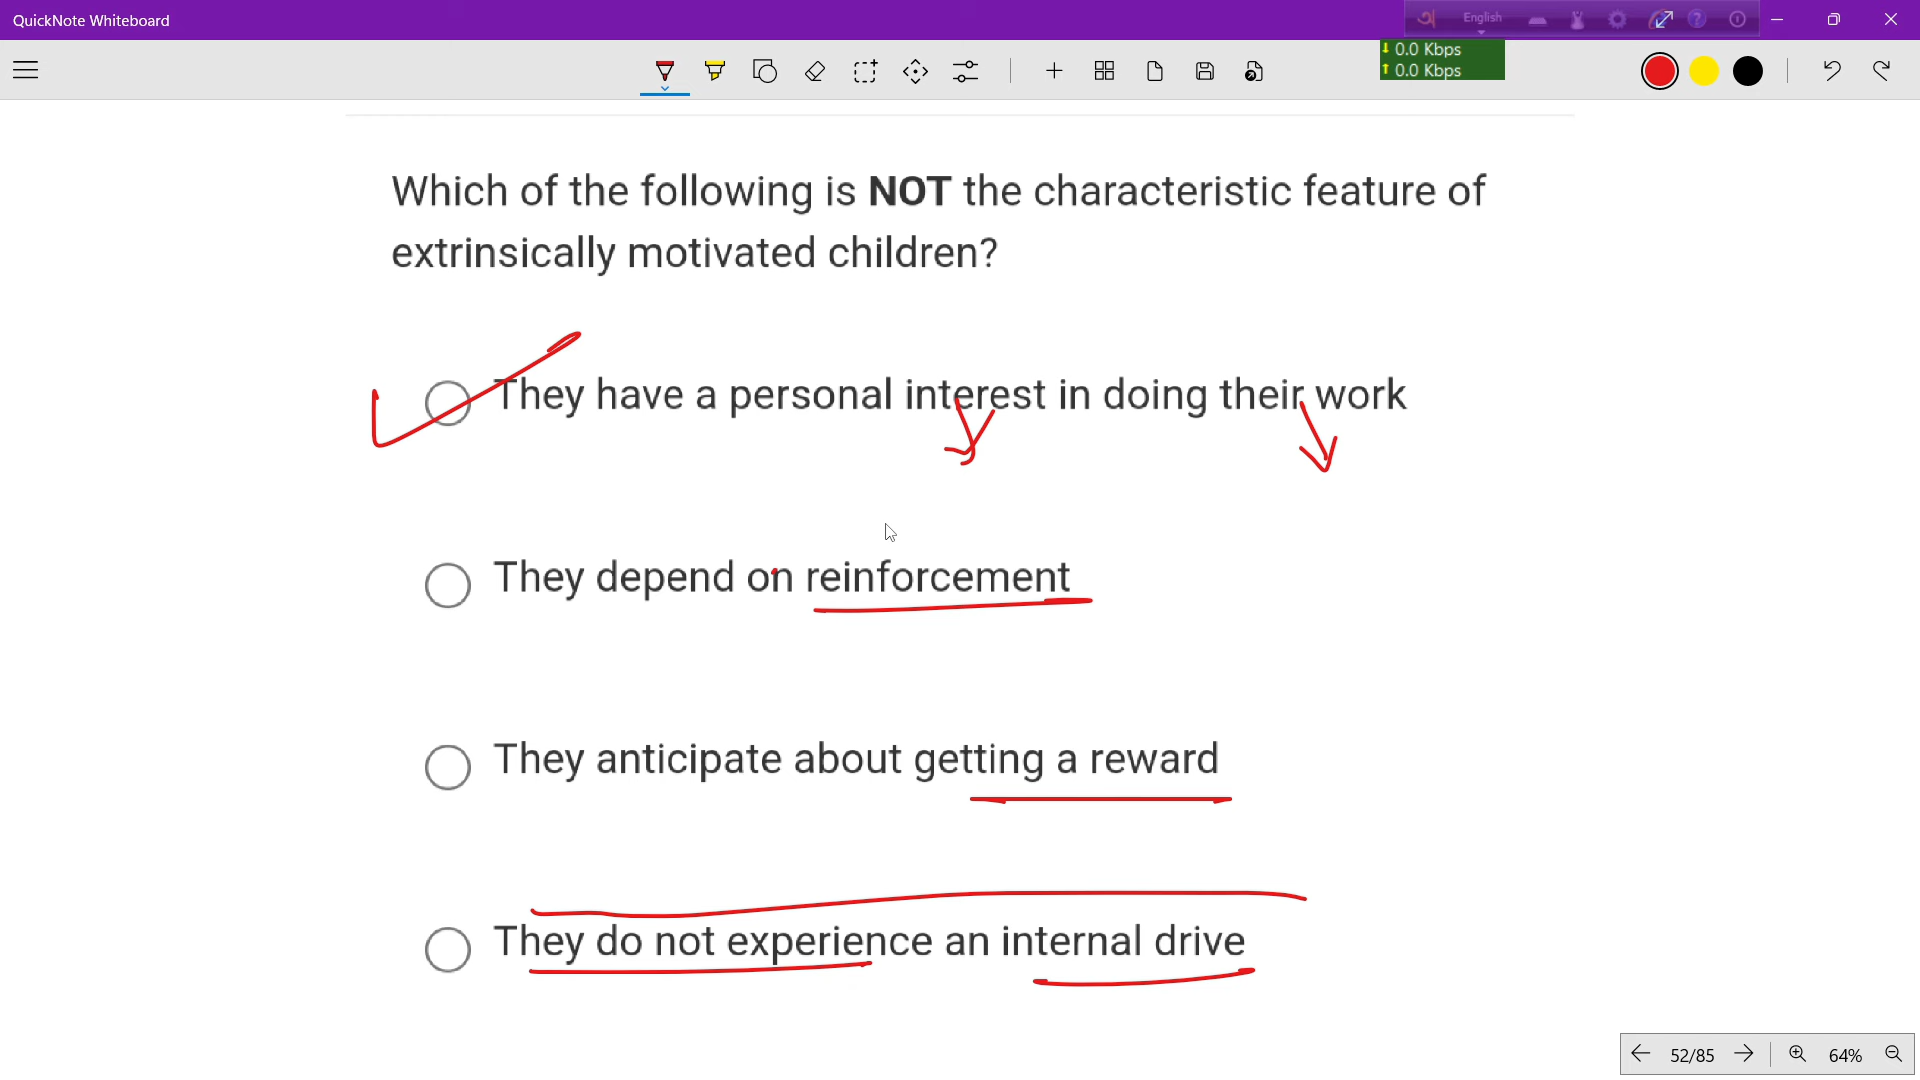 QuickNote Whiteboard
English
0.0 Kbps
0.0 Kbps
Which of the following is NOT the characteristic feature of
extrinsically motivated children?
They have a personal interest in doing their work
They depend on reinforcement
They anticipate about getting a reward
They do not experience an internal drive
52/85
64%